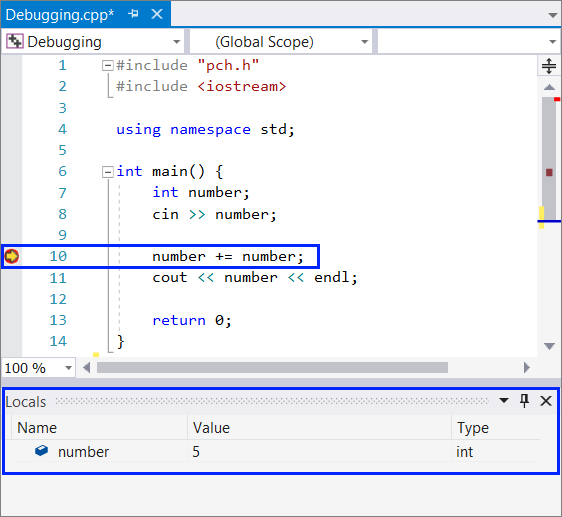 Debugging.cpp*
Debugging (Global Scope)
1 #include "pch.h"
2 #include <iostream>
3
4 using namespace std;
5
6 int main() {
7 int number;
8 cin >> number;
9
10 number += number;
11 cout << number << endl;
12
13 return 0;
14 }
100 %
Locals
Name Value Type
number 5 int